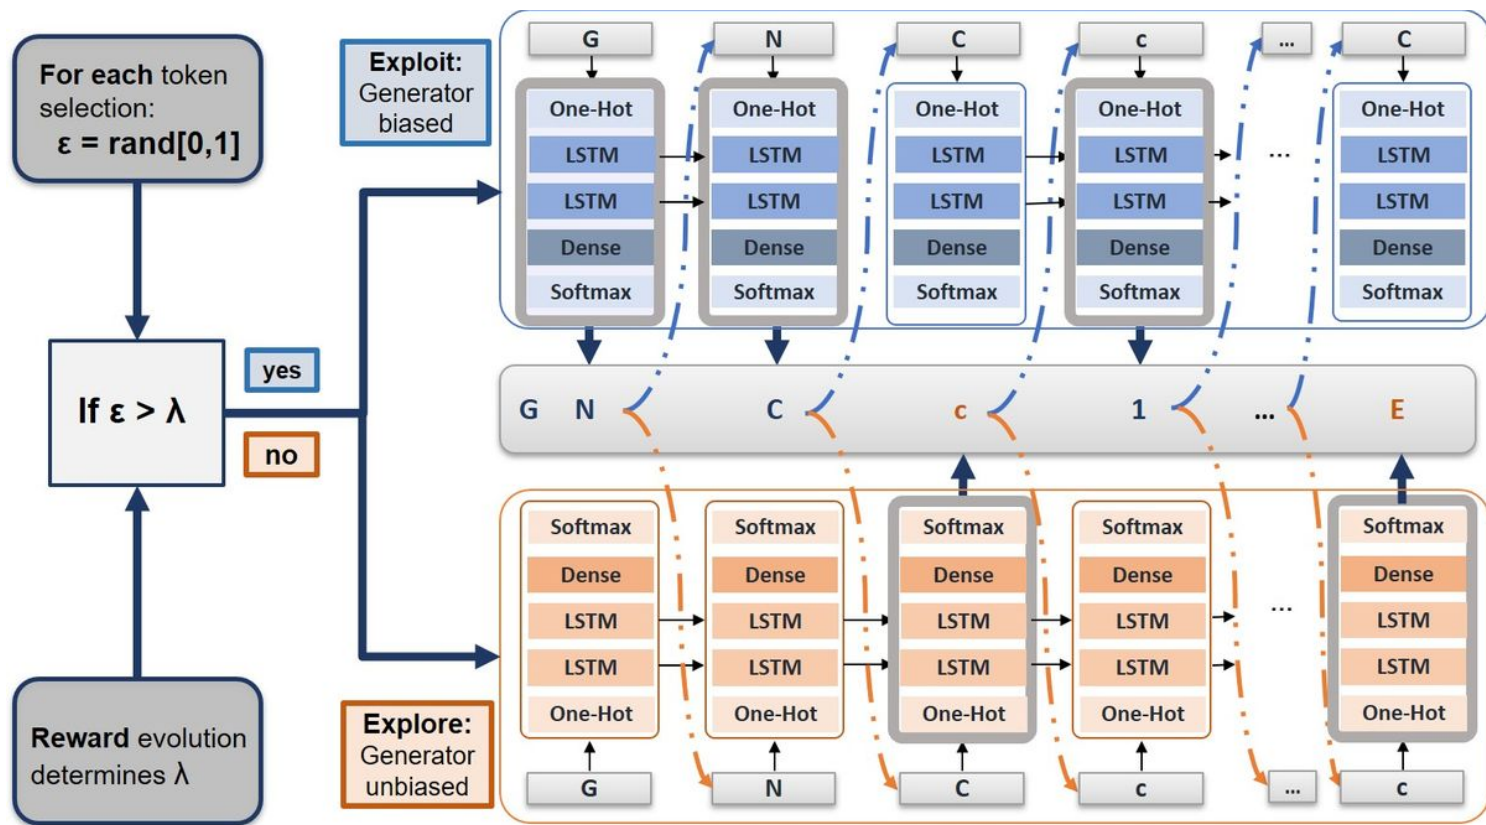 For each token
selection:
ε = rand[0,1]
If ε > λ
Reward evolution
determines λ
yes
no
Exploit:
Generator
biased
Explore:
Generator
unbiased
G N C c ... C
One-Hot One-Hot One-Hot One-Hot One-Hot
LSTM LSTM LSTM LSTM ... LSTM
LSTM LSTM LSTM LSTM LSTM
Dense Dense Dense Dense Dense
Softmax Softmax Softmax Softmax Softmax
G N C c 1 ... E
Softmax Softmax Softmax Softmax Softmax
Dense Dense Dense Dense Dense
LSTM LSTM LSTM LSTM ... LSTM
LSTM LSTM LSTM LSTM LSTM
One-Hot One-Hot One-Hot One-Hot One-Hot
G N C c ... c